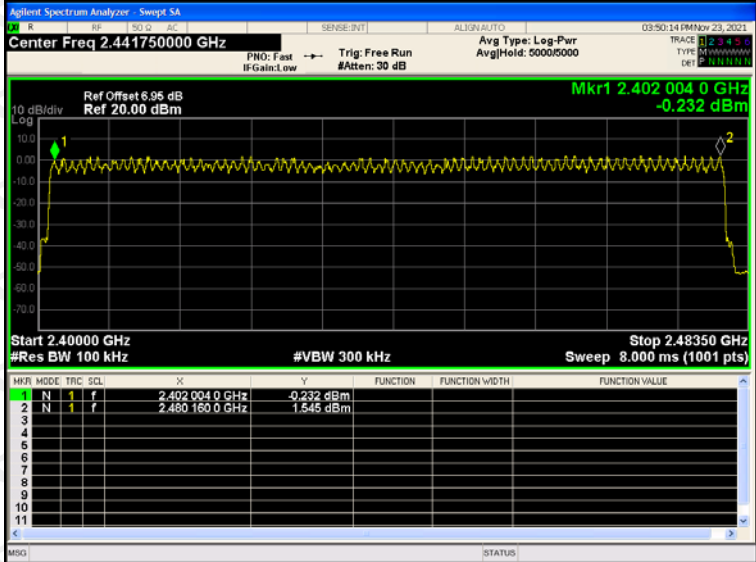 Agilent Spectrum Analyzer - Swept SA
R RF 50 Ω AC SENSE:INT ALIGN AUTO 03:50:14 PM Nov 23, 2021
Center Freq 2.441750000 GHz
PNO: Fast
IFGain:Low
Trig: Free Run
#Atten: 30 dB
Avg Type: Log-Pwr
Avg|Hold: 5000/5000
TRACE 1 2 3 4 5 6
TYPE M
DET P N N N N N
Mkr1 2.402 004 0 GHz
-0.232 dBm
Ref Offset 6.95 dB
10 dB/div Ref 20.00 dBm
Log
10.0
0.00
-10.0
-20.0
-30.0
-40.0
-50.0
-60.0
-70.0
1
2
Start 2.40000 GHz Stop 2.48350 GHz
#Res BW 100 kHz #VBW 300 kHz Sweep 8.000 ms (1001 pts)
MKR MODE TRC SCL X Y FUNCTION FUNCTION WIDTH FUNCTION VALUE
1 N 1 f 2.402 004 0 GHz -0.232 dBm
2 N 1 f 2.480 160 0 GHz 1.545 dBm
3
4
5
6
7
8
9
10
11
MSG STATUS